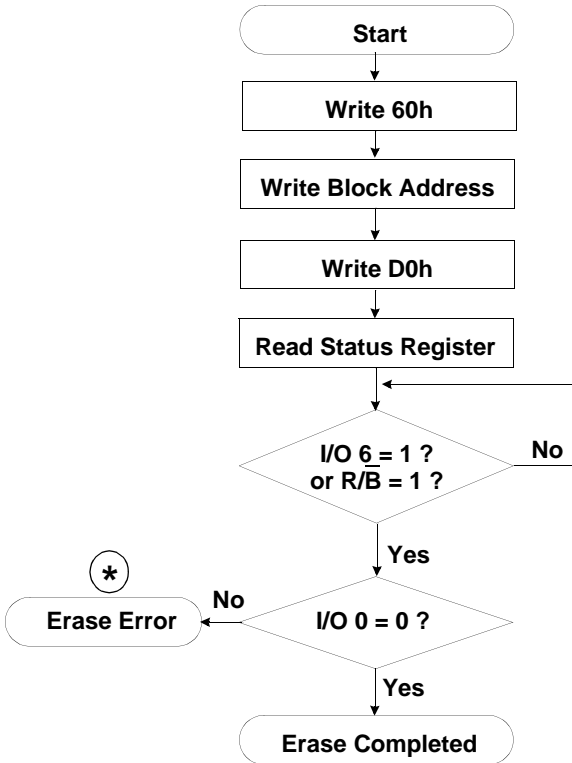 Start
Write 60h
Write Block Address
Write D0h
Read Status Register
I/O 6 = 1 ?
or R/B̅ = 1 ?
No
Yes
*
No
Erase Error
I/O 0 = 0 ?
Yes
Erase Completed